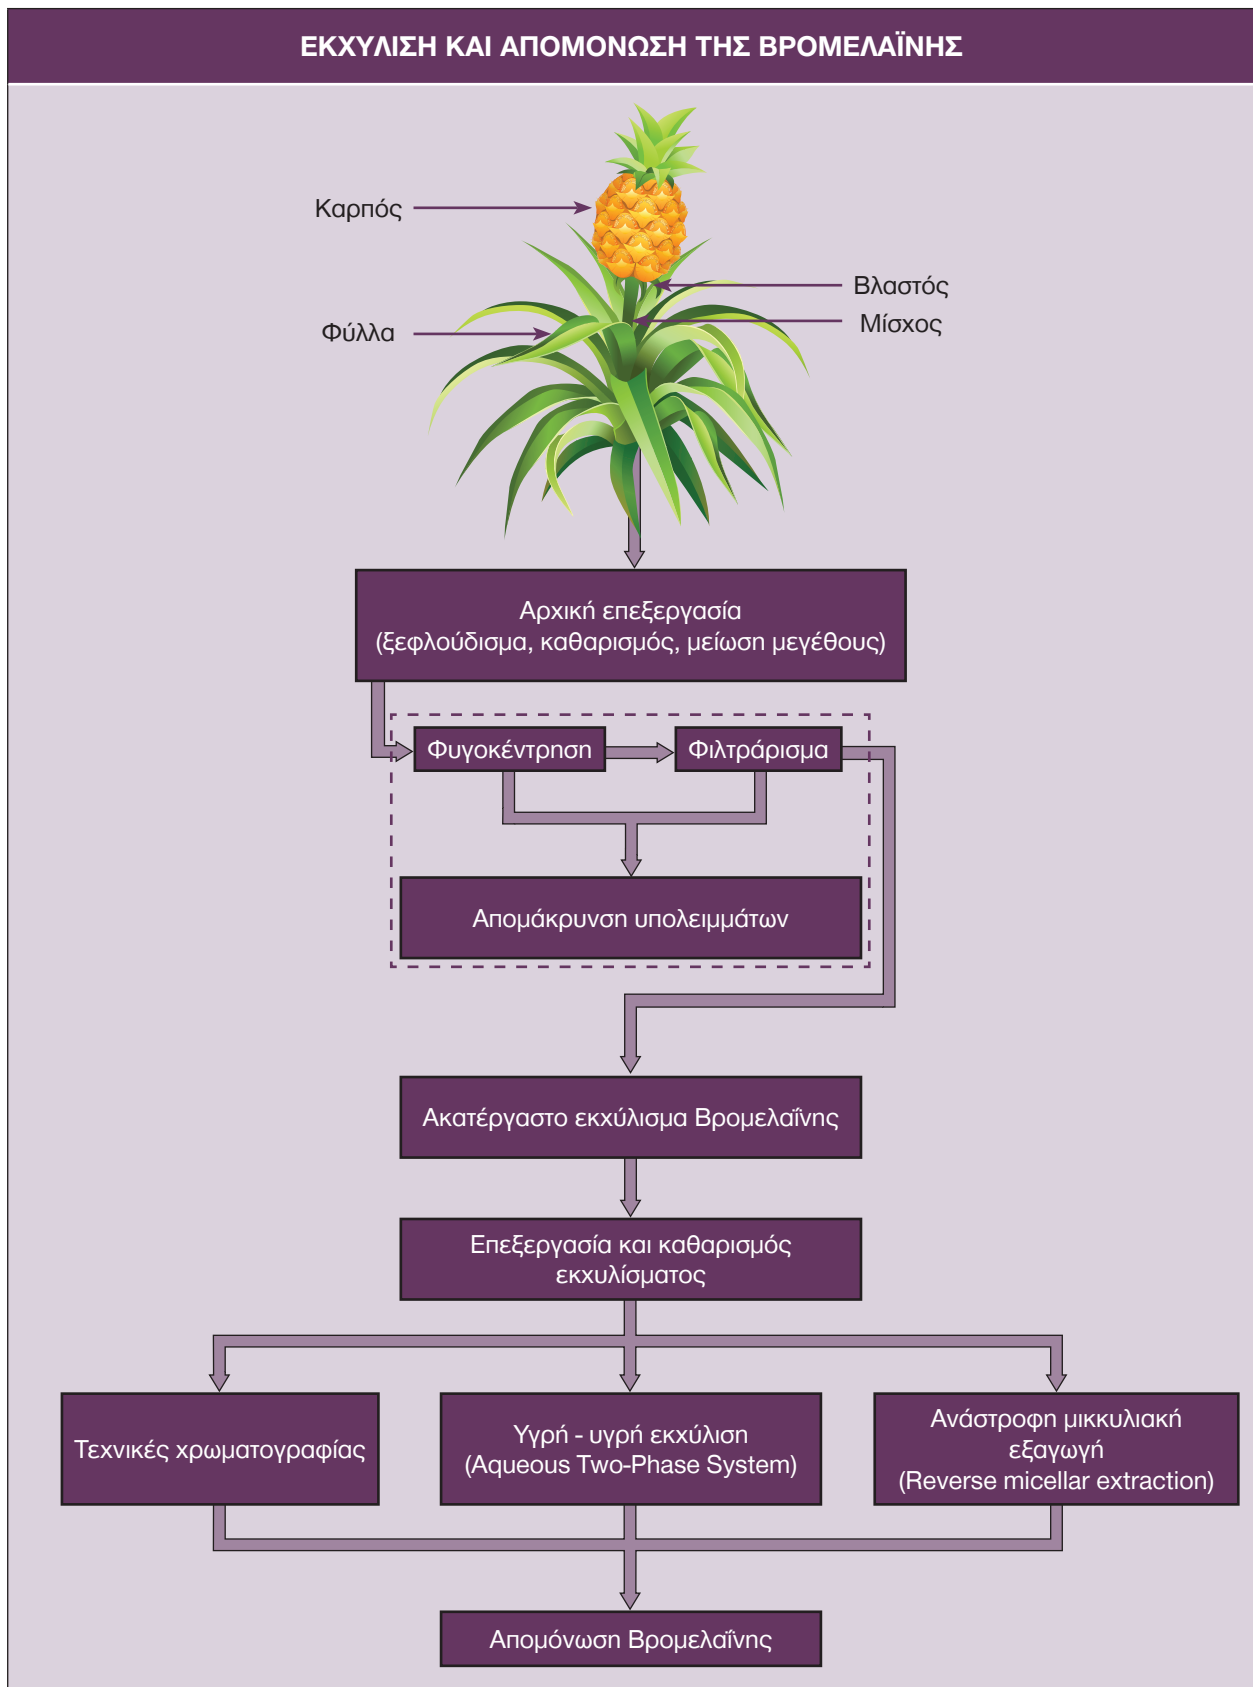 ΕΚΧΥΛΙΣΗ ΚΑΙ ΑΠΟΜΟΝΩΣΗ ΤΗΣ ΒΡΟΜΕΛΑΪΝΗΣ
Καρπός
Βλαστός
Μίσχος
Φύλλα
Αρχική επεξεργασία
(ξεφλούδισμα, καθαρισμός, μείωση μεγέθους)
Φυγοκέντρηση
Φιλτράρισμα
Απομάκρυνση υπολειμμάτων
Ακατέργαστο εκχύλισμα Βρομελαΐνης
Επεξεργασία και καθαρισμός
εκχυλίσματος
Τεχνικές χρωματογραφίας
Υγρή - υγρή εκχύλιση
(Aqueous Two-Phase System)
Ανάστροφη μικκυλιακή
εξαγωγή
(Reverse micellar extraction)
Απομόνωση Βρομελαΐνης